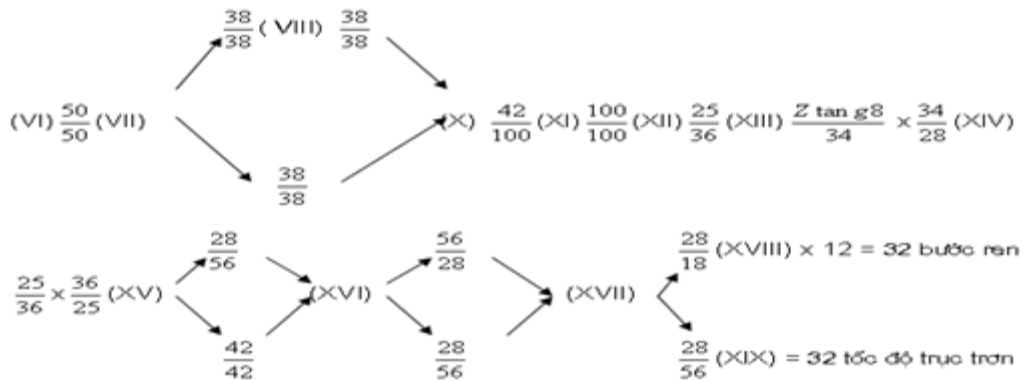 38/38 (VIII) 38/38
(VI) 50/50 (VII) (X) 42/100 (XI) 100/100 (XII) 25/36 (XIII) Z tan g8/34 x 34/28 (XIV)
38/38
28/56 56/28 28/18 (XVIII) x 12 = 32 bước ren
25/36 x 36/25 (XV) (XVI) (XVII)
42/42 28/56 28/56 (XIX) = 32 tốc độ trục trơn